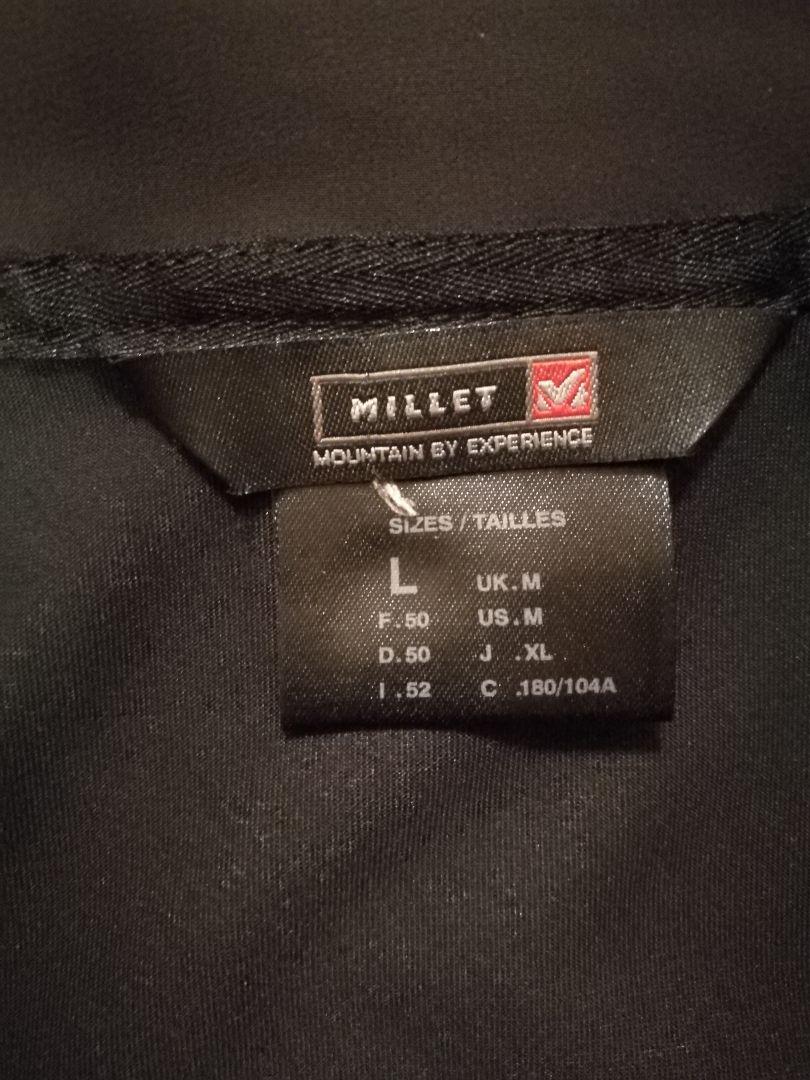 MILLET
MOUNTAIN BY EXPERIENCE
SIZES / TAILLES
L UK.M
F.50 US.M
D.50 J .XL
I .52 C .180/104A